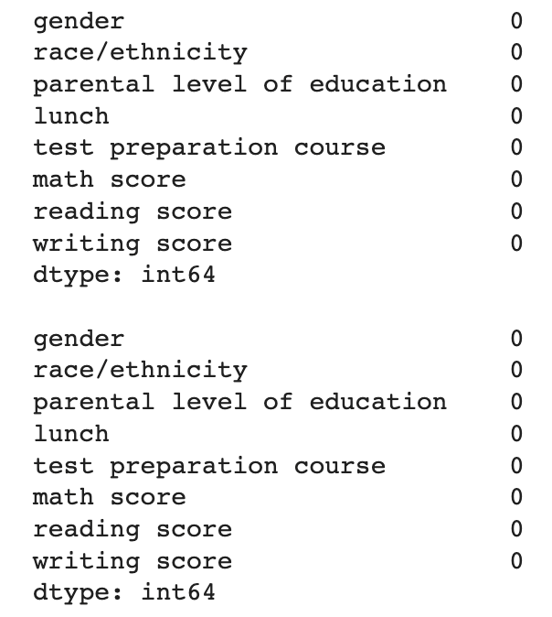 gender 0
race/ethnicity 0
parental level of education 0
lunch 0
test preparation course 0
math score 0
reading score 0
writing score 0
dtype: int64
gender 0
race/ethnicity 0
parental level of education 0
lunch 0
test preparation course 0
math score 0
reading score 0
writing score 0
dtype: int64